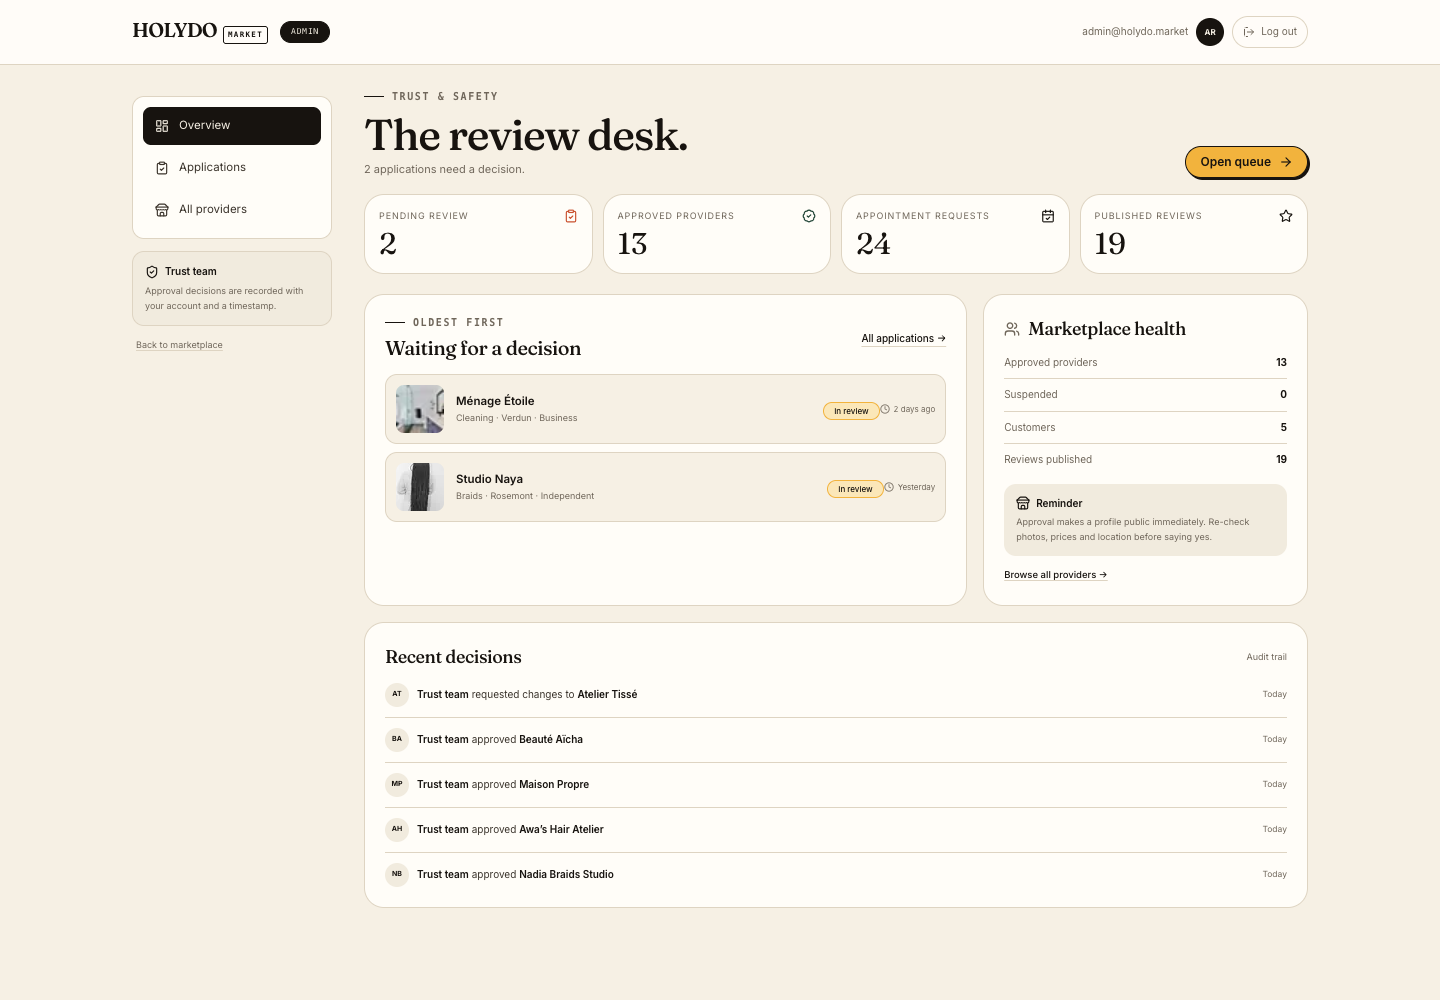 HOLYDO MARKET ADMIN
admin@holydo.market AR Log out
Overview
Applications
All providers
Trust team
Approval decisions are recorded with
your account and a timestamp.
Back to marketplace
TRUST & SAFETY
The review desk.
2 applications need a decision.
Open queue →
PENDING REVIEW
2
APPROVED PROVIDERS
13
APPOINTMENT REQUESTS
24
PUBLISHED REVIEWS
19
OLDEST FIRST
Waiting for a decision
All applications →
Ménage Étoile
Cleaning · Verdun · Business
In review 2 days ago
Studio Naya
Braids · Rosemont · Independent
In review Yesterday
Marketplace health
Approved providers 13
Suspended 0
Customers 5
Reviews published 19
Reminder
Approval makes a profile public immediately. Re-check
photos, prices and location before saying yes.
Browse all providers →
Recent decisions
Audit trail
AT Trust team requested changes to Atelier Tissé Today
BA Trust team approved Beauté Aïcha Today
MP Trust team approved Maison Propre Today
AH Trust team approved Awa’s Hair Atelier Today
NB Trust team approved Nadia Braids Studio Today